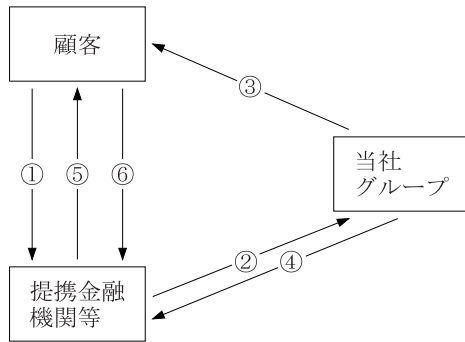 顧客
③
当社
グループ
①
⑤
⑥
②
④
提携金融
機関等